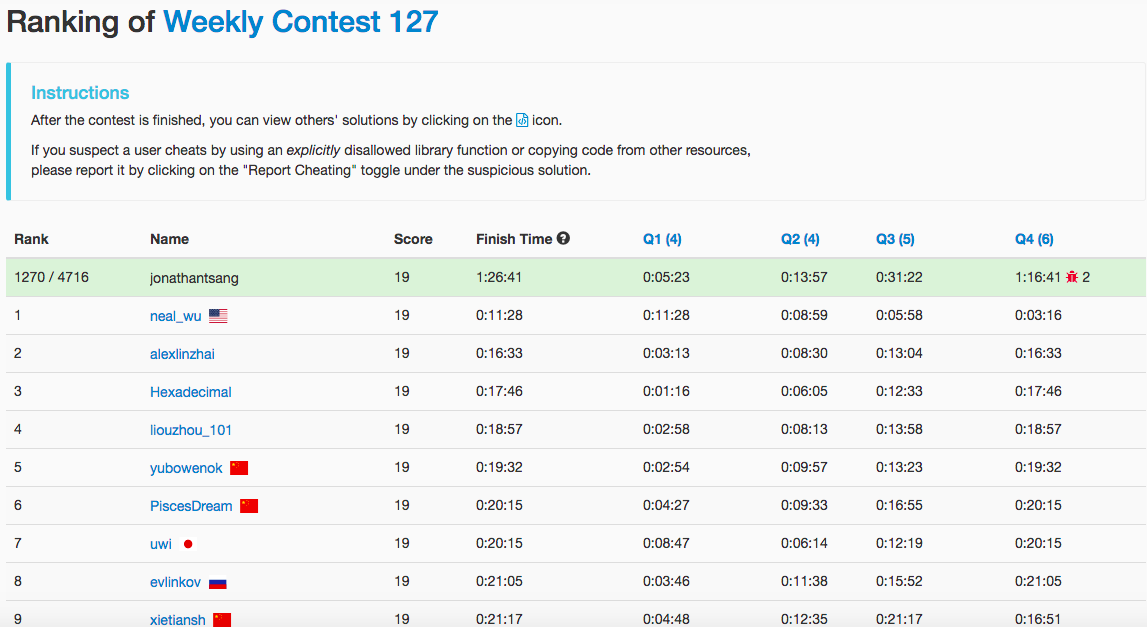 Ranking of Weekly Contest 127
Instructions
After the contest is finished, you can view others' solutions by clicking on the icon.
If you suspect a user cheats by using an explicitly disallowed library function or copying code from other resources,
please report it by clicking on the "Report Cheating" toggle under the suspicious solution.
Rank Name Score Finish Time Q1 (4) Q2 (4) Q3 (5) Q4 (6)
1270 / 4716 jonathantsang 19 1:26:41 0:05:23 0:13:57 0:31:22 1:16:41 2
1 neal_wu 19 0:11:28 0:11:28 0:08:59 0:05:58 0:03:16
2 alexlinzhai 19 0:16:33 0:03:13 0:08:30 0:13:04 0:16:33
3 Hexadecimal 19 0:17:46 0:01:16 0:06:05 0:12:33 0:17:46
4 liouzhou_101 19 0:18:57 0:02:58 0:08:13 0:13:58 0:18:57
5 yubowenok 19 0:19:32 0:02:54 0:09:57 0:13:23 0:19:32
6 PiscesDream 19 0:20:15 0:04:27 0:09:33 0:16:55 0:20:15
7 uwi 19 0:20:15 0:08:47 0:06:14 0:12:19 0:20:15
8 evlinkov 19 0:21:05 0:03:46 0:11:38 0:15:52 0:21:05
9 xietiansh 19 0:21:17 0:04:48 0:12:35 0:21:17 0:16:51